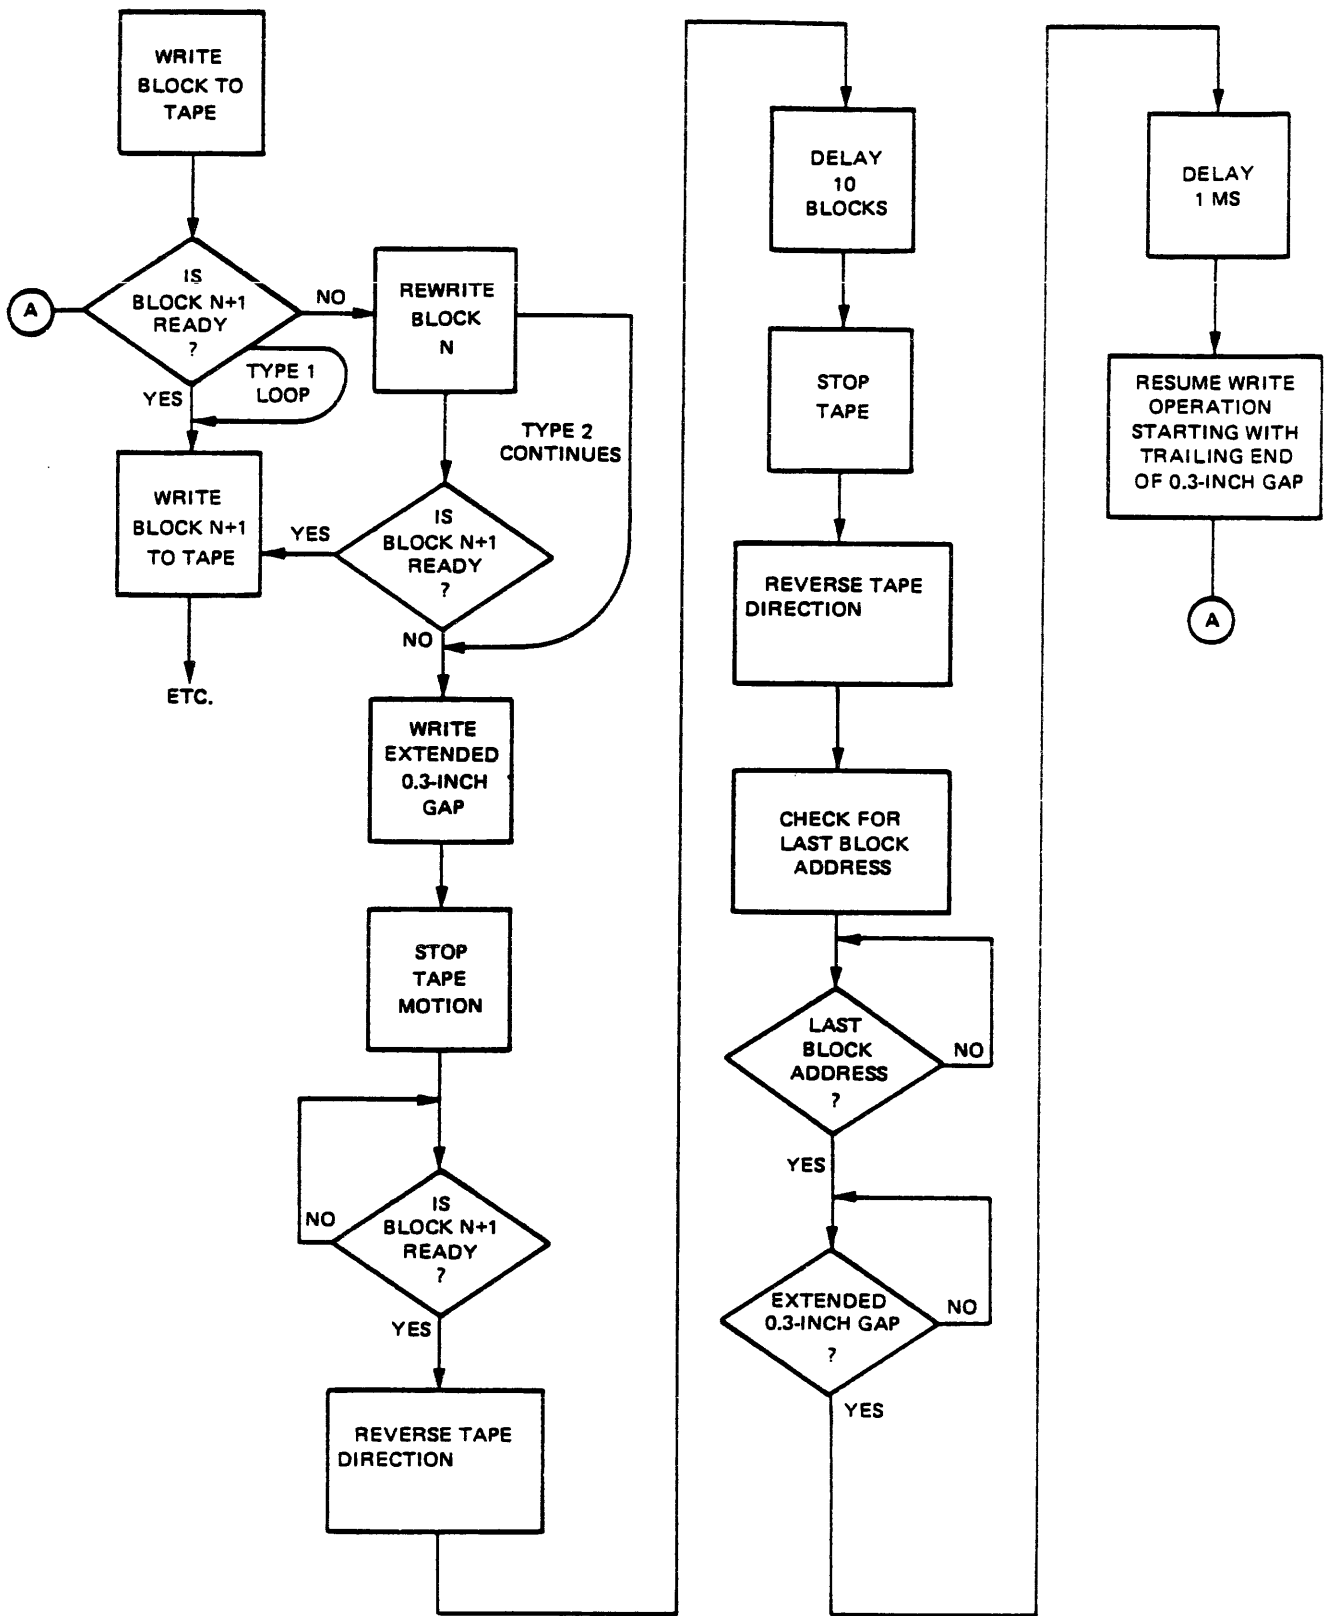 WRITE
BLOCK TO
TAPE
IS
BLOCK N+1
READY
?
A
NO
YES
TYPE 1
LOOP
REWRITE
BLOCK
N
TYPE 2
CONTINUES
WRITE
BLOCK N+1
TO TAPE
ETC.
YES
IS
BLOCK N+1
READY
?
NO
WRITE
EXTENDED
0.3-INCH
GAP
STOP
TAPE
MOTION
IS
BLOCK N+1
READY
?
NO
YES
REVERSE TAPE
DIRECTION
DELAY
10
BLOCKS
STOP
TAPE
REVERSE TAPE
DIRECTION
CHECK FOR
LAST BLOCK
ADDRESS
LAST
BLOCK
ADDRESS
?
NO
YES
EXTENDED
0.3-INCH GAP
?
NO
YES
DELAY
1 MS
RESUME WRITE
OPERATION
STARTING WITH
TRAILING END
OF 0.3-INCH GAP
A